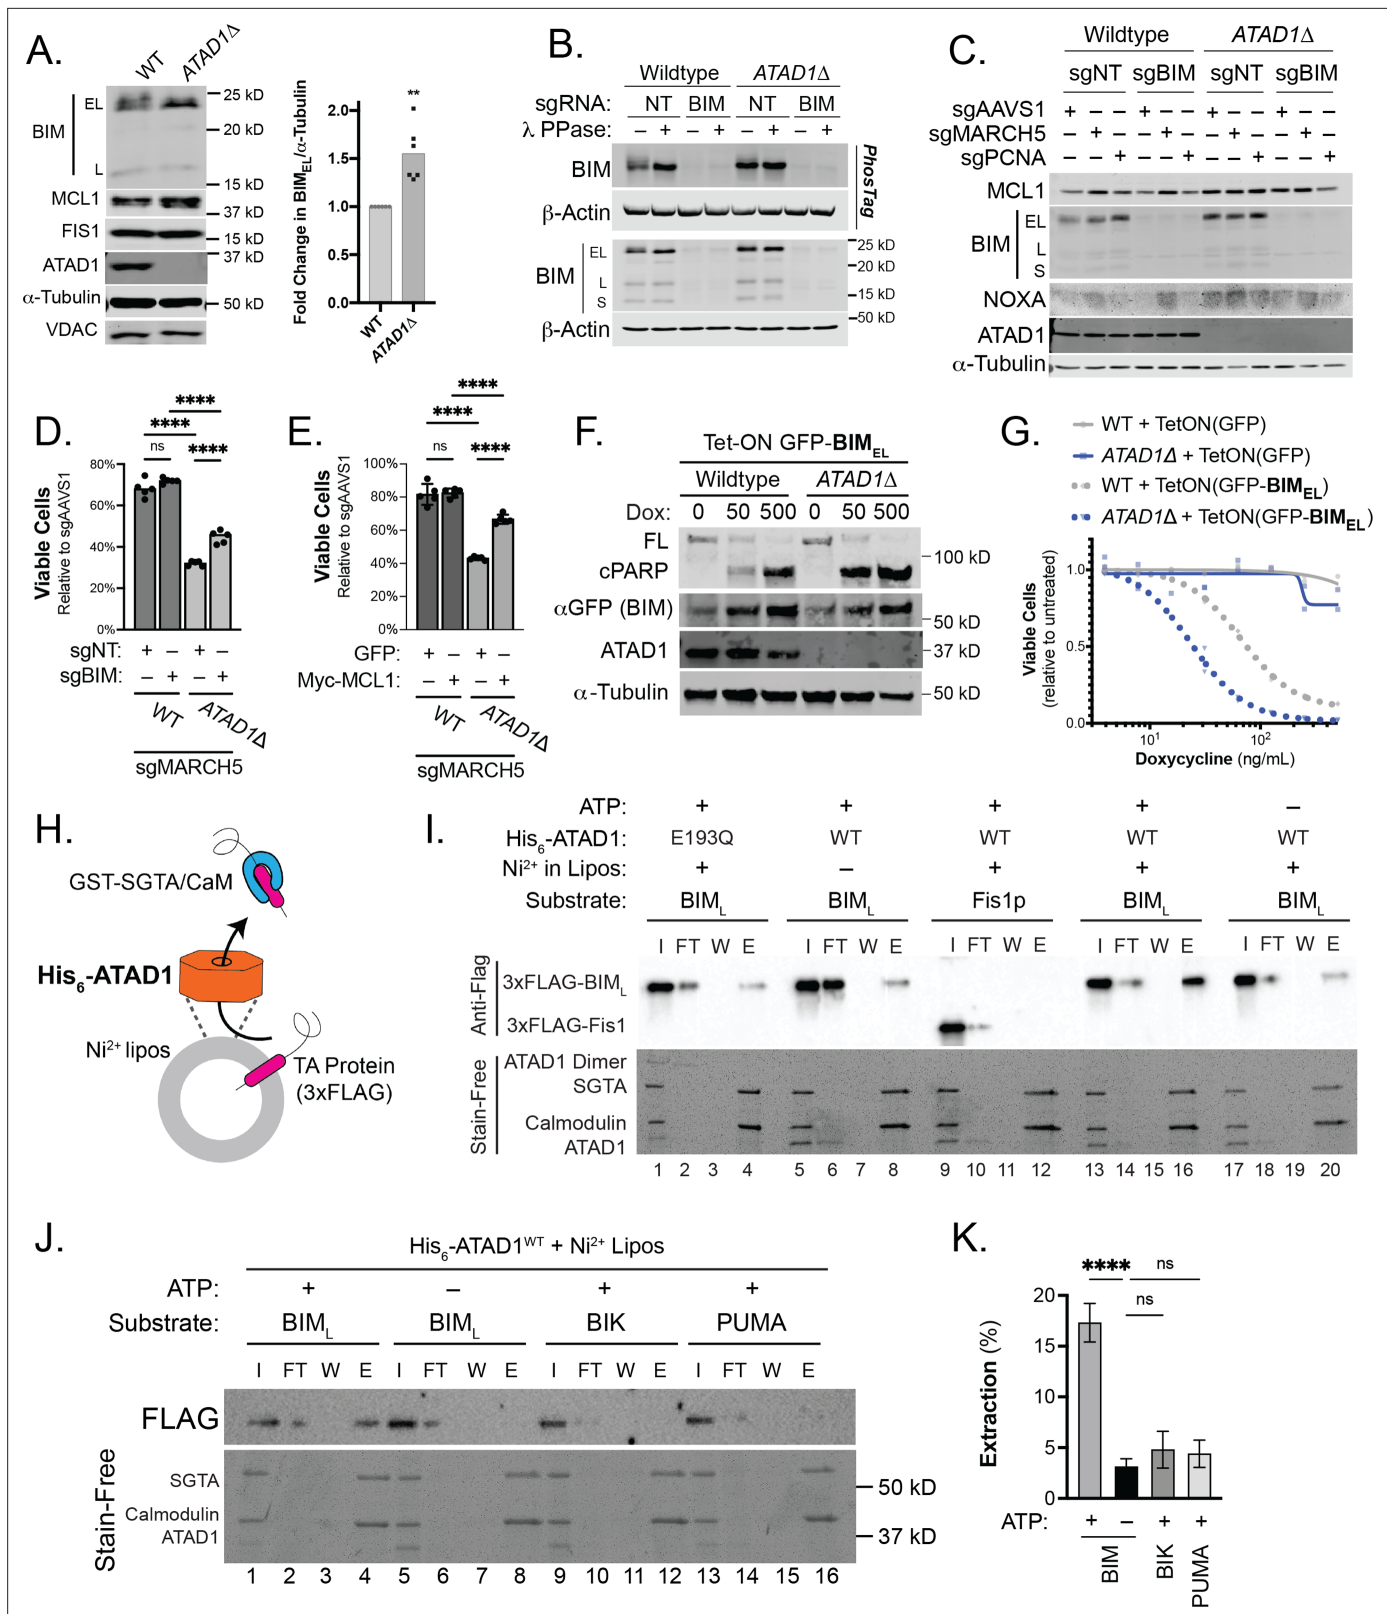 A.
WT
ATAD1Δ
BIM
EL
L
25 kD
20 kD
15 kD
MCL1
37 kD
FIS1
15 kD
37 kD
ATAD1
α-Tubulin
50 kD
VDAC
Fold Change in BIM_EL/α-Tubulin
**
2.0
1.5
1.0
0.5
0.0
WT
ATAD1Δ
B.
Wildtype ATAD1Δ
sgRNA: NT BIM NT BIM
λ PPase: – + – + – + – +
BIM
PhosTag
β-Actin
BIM
EL
L
S
25 kD
20 kD
15 kD
50 kD
β-Actin
C.
Wildtype ATAD1Δ
sgNT sgBIM sgNT sgBIM
sgAAVS1 + – – + – – + – – + – –
sgMARCH5 – + – – + – – + – – + –
sgPCNA – – + – – + – – + – – +
MCL1
BIM
EL
L
S
NOXA
ATAD1
α-Tubulin
D.
****
****
ns
****
Viable Cells
Relative to sgAAVS1
80%
60%
40%
20%
0%
sgNT: + – + –
sgBIM: – + – +
WT ATAD1Δ
sgMARCH5
E.
****
****
ns
****
Viable Cells
Relative to sgAAVS1
100%
80%
60%
40%
20%
0%
GFP: + – + –
Myc-MCL1: – + – +
WT ATAD1Δ
sgMARCH5
F.
Tet-ON GFP-BIM_EL
Wildtype ATAD1Δ
Dox: 0 50 500 0 50 500
FL
100 kD
cPARP
αGFP (BIM)
50 kD
ATAD1
37 kD
α-Tubulin
50 kD
G.
WT + TetON(GFP)
ATAD1Δ + TetON(GFP)
WT + TetON(GFP-BIM_EL)
ATAD1Δ + TetON(GFP-BIM_EL)
Viable Cells
(relative to untreated)
1.0
0.5
0.0
10¹ 10²
Doxycycline (ng/mL)
H.
GST-SGTA/CaM
His₆-ATAD1
Ni²⁺ lipos
TA Protein
(3xFLAG)
I.
ATP: + + + + –
His₆-ATAD1: E193Q WT WT WT WT
Ni²⁺ in Lipos: + – + + +
Substrate: BIM_L BIM_L Fis1p BIM_L BIM_L
I FT W E I FT W E I FT W E I FT W E I FT W E
Anti-Flag
3xFLAG-BIM_L
3xFLAG-Fis1
Stain-Free
ATAD1 Dimer
SGTA
Calmodulin
ATAD1
1 2 3 4 5 6 7 8 9 10 11 12 13 14 15 16 17 18 19 20
J.
His₆-ATAD1^WT + Ni²⁺ Lipos
ATP: + – + +
Substrate: BIM_L BIM_L BIK PUMA
I FT W E I FT W E I FT W E I FT W E
FLAG
Stain-Free
SGTA
50 kD
Calmodulin
ATAD1
37 kD
1 2 3 4 5 6 7 8 9 10 11 12 13 14 15 16
K.
**** ns
ns
Extraction (%)
20
15
10
5
0
ATP: + – + +
BIM BIK PUMA